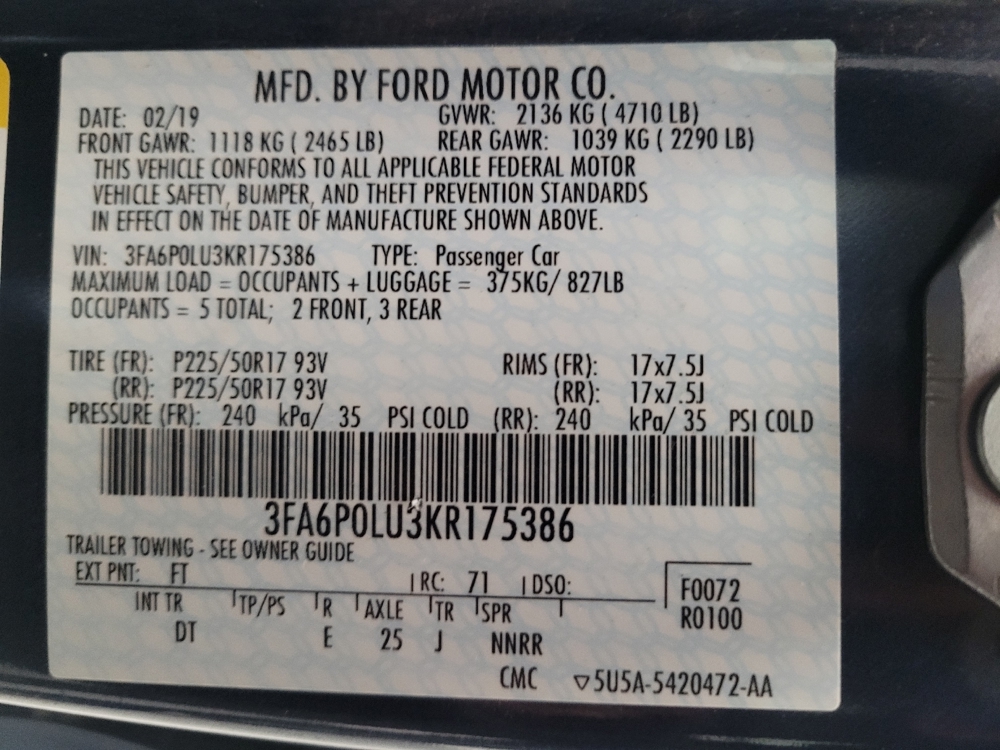 MFD. BY FORD MOTOR CO.
DATE: 02/19 GVWR: 2136 KG ( 4710 LB)
FRONT GAWR: 1118 KG ( 2465 LB) REAR GAWR: 1039 KG ( 2290 LB)
THIS VEHICLE CONFORMS TO ALL APPLICABLE FEDERAL MOTOR
VEHICLE SAFETY, BUMPER, AND THEFT PREVENTION STANDARDS
IN EFFECT ON THE DATE OF MANUFACTURE SHOWN ABOVE.
VIN: 3FA6P0LU3KR175386 TYPE: Passenger Car
MAXIMUM LOAD = OCCUPANTS + LUGGAGE = 375KG/ 827LB
OCCUPANTS = 5 TOTAL; 2 FRONT, 3 REAR
TIRE (FR): P225/50R17 93V RIMS (FR): 17x7.5J
(RR): P225/50R17 93V (RR): 17x7.5J
PRESSURE (FR): 240 kPa/ 35 PSI COLD (RR): 240 kPa/ 35 PSI COLD
3FA6P0LU3KR175386
TRAILER TOWING - SEE OWNER GUIDE
EXT PNT: FT RC: 71 DSO: F0072
INT TR TP/PS R AXLE TR SPR R0100
DT E 25 J NNRR
CMC ▽5U5A-5420472-AA